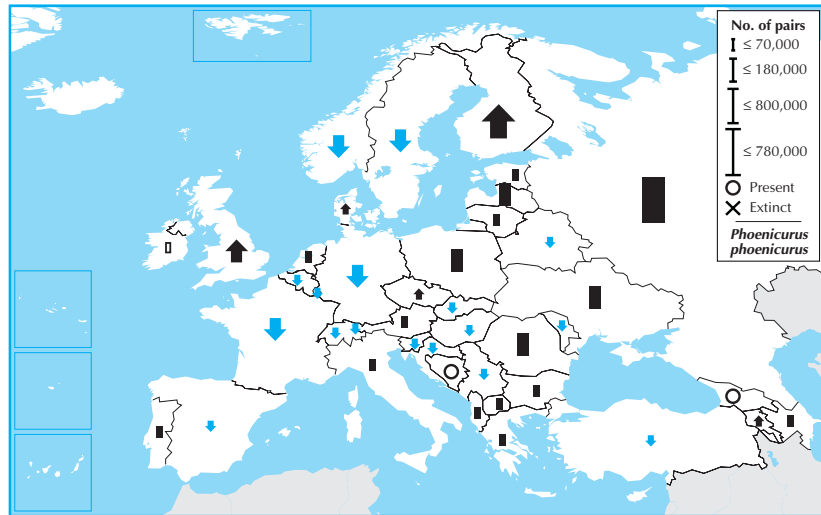 No. of pairs
≤ 70,000
≤ 180,000
≤ 800,000
≤ 780,000
Present
Extinct
Phoenicurus
phoenicurus